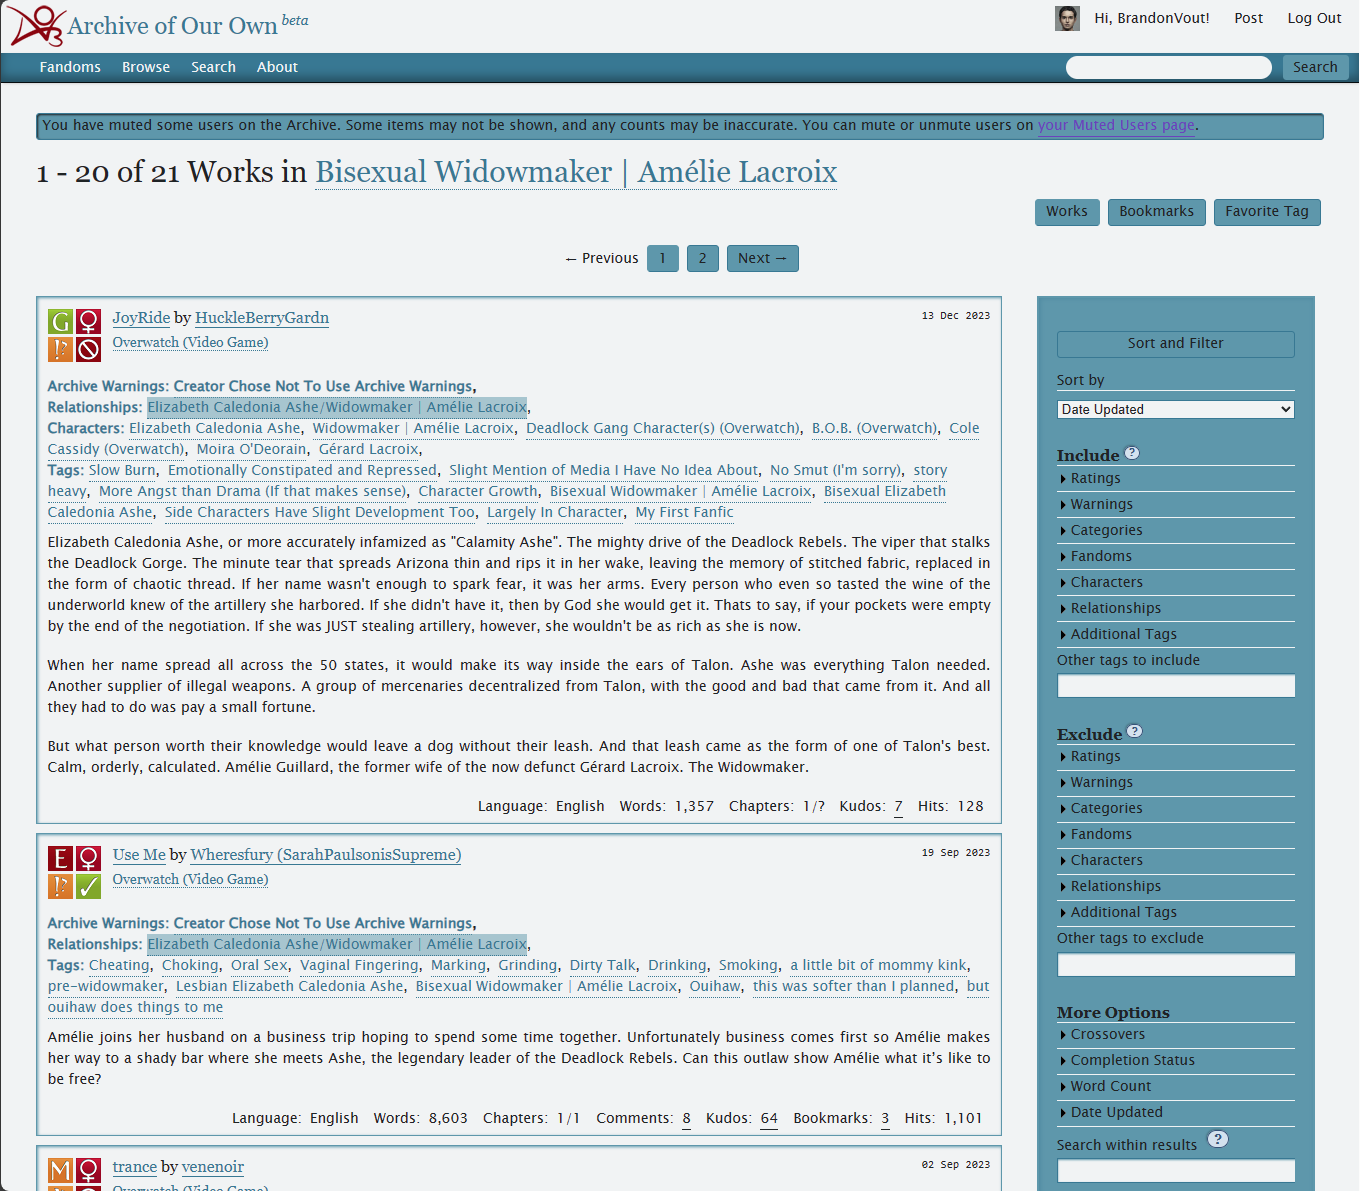 Archive of Our Own beta
Hi, BrandonVout! Post Log Out
Fandoms Browse Search About Search
You have muted some users on the Archive. Some items may not be shown, and any counts may be inaccurate. You can mute or unmute users on your Muted Users page.
1 - 20 of 21 Works in Bisexual Widowmaker | Amélie Lacroix
Works Bookmarks Favorite Tag
← Previous 1 2 Next →
G
!?
JoyRide by HuckleBerryGardn
13 Dec 2023
Overwatch (Video Game)
Archive Warnings: Creator Chose Not To Use Archive Warnings,
Relationships: Elizabeth Caledonia Ashe/Widowmaker | Amélie Lacroix,
Characters: Elizabeth Caledonia Ashe, Widowmaker | Amélie Lacroix, Deadlock Gang Character(s) (Overwatch), B.O.B. (Overwatch), Cole
Cassidy (Overwatch), Moira O'Deorain, Gérard Lacroix,
Tags: Slow Burn, Emotionally Constipated and Repressed, Slight Mention of Media I Have No Idea About, No Smut (I'm sorry), story
heavy, More Angst than Drama (If that makes sense), Character Growth, Bisexual Widowmaker | Amélie Lacroix, Bisexual Elizabeth
Caledonia Ashe, Side Characters Have Slight Development Too, Largely In Character, My First Fanfic
Elizabeth Caledonia Ashe, or more accurately infamized as "Calamity Ashe". The mighty drive of the Deadlock Rebels. The viper that stalks
the Deadlock Gorge. The minute tear that spreads Arizona thin and rips it in her wake, leaving the memory of stitched fabric, replaced in
the form of chaotic thread. If her name wasn't enough to spark fear, it was her arms. Every person who even so tasted the wine of the
underworld knew of the artillery she harbored. If she didn't have it, then by God she would get it. Thats to say, if your pockets were empty
by the end of the negotiation. If she was JUST stealing artillery, however, she wouldn't be as rich as she is now.
When her name spread all across the 50 states, it would make its way inside the ears of Talon. Ashe was everything Talon needed.
Another supplier of illegal weapons. A group of mercenaries decentralized from Talon, with the good and bad that came from it. And all
they had to do was pay a small fortune.
But what person worth their knowledge would leave a dog without their leash. And that leash came as the form of one of Talon's best.
Calm, orderly, calculated. Amélie Guillard, the former wife of the now defunct Gérard Lacroix. The Widowmaker.
Language: English Words: 1,357 Chapters: 1/? Kudos: 7 Hits: 128
E
!?
Use Me by Wheresfury (SarahPaulsonisSupreme)
19 Sep 2023
Overwatch (Video Game)
Archive Warnings: Creator Chose Not To Use Archive Warnings,
Relationships: Elizabeth Caledonia Ashe/Widowmaker | Amélie Lacroix,
Tags: Cheating, Choking, Oral Sex, Vaginal Fingering, Marking, Grinding, Dirty Talk, Drinking, Smoking, a little bit of mommy kink,
pre-widowmaker, Lesbian Elizabeth Caledonia Ashe, Bisexual Widowmaker | Amélie Lacroix, Ouihaw, this was softer than I planned, but
ouihaw does things to me
Amélie joins her husband on a business trip hoping to spend some time together. Unfortunately business comes first so Amélie makes
her way to a shady bar where she meets Ashe, the legendary leader of the Deadlock Rebels. Can this outlaw show Amélie what it's like to
be free?
Language: English Words: 8,603 Chapters: 1/1 Comments: 8 Kudos: 64 Bookmarks: 3 Hits: 1,101
M
trance by venenoir
02 Sep 2023
Overwatch (Video Game)
Sort and Filter
Sort by
Date Updated
Include ?
Ratings
Warnings
Categories
Fandoms
Characters
Relationships
Additional Tags
Other tags to include
Exclude ?
Ratings
Warnings
Categories
Fandoms
Characters
Relationships
Additional Tags
Other tags to exclude
More Options
Crossovers
Completion Status
Word Count
Date Updated
Search within results ?